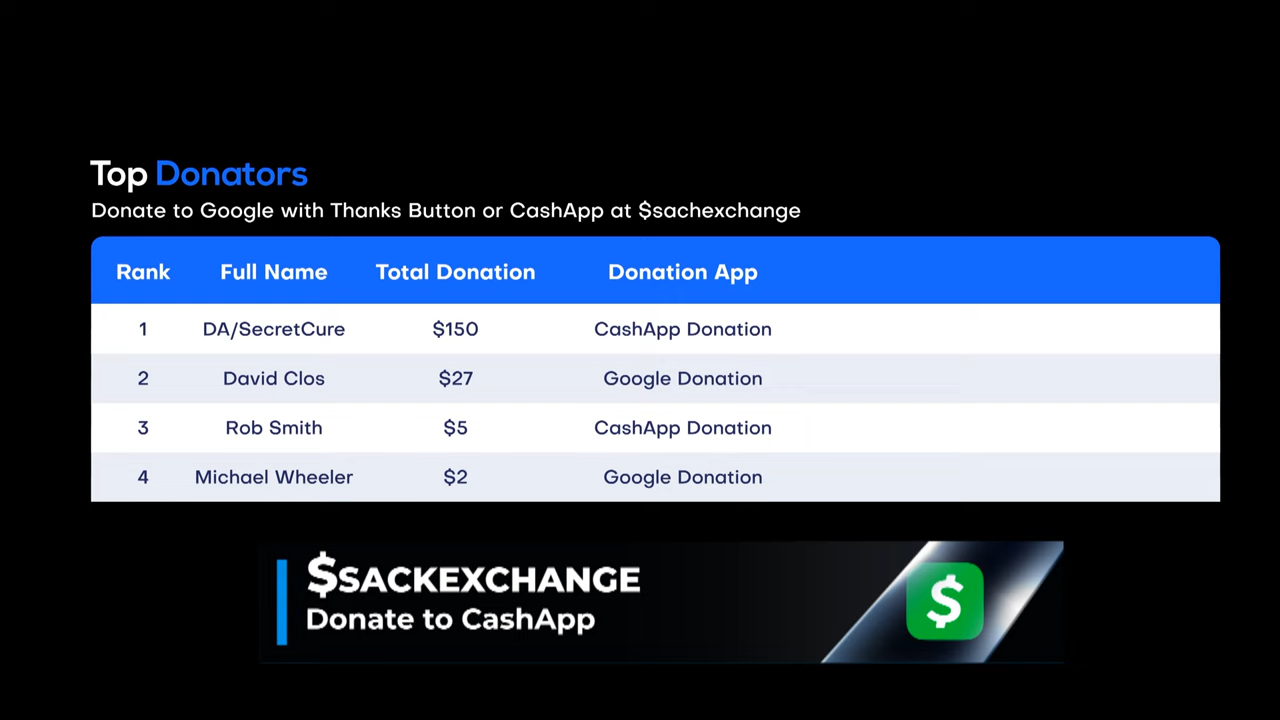 Top Donators
Donate to Google with Thanks Button or CashApp at $sachexchange
Rank Full Name Total Donation Donation App
1 DA/SecretCure $150 CashApp Donation
2 David Clos $27 Google Donation
3 Rob Smith $5 CashApp Donation
4 Michael Wheeler $2 Google Donation
$SACKEXCHANGE
Donate to CashApp
$